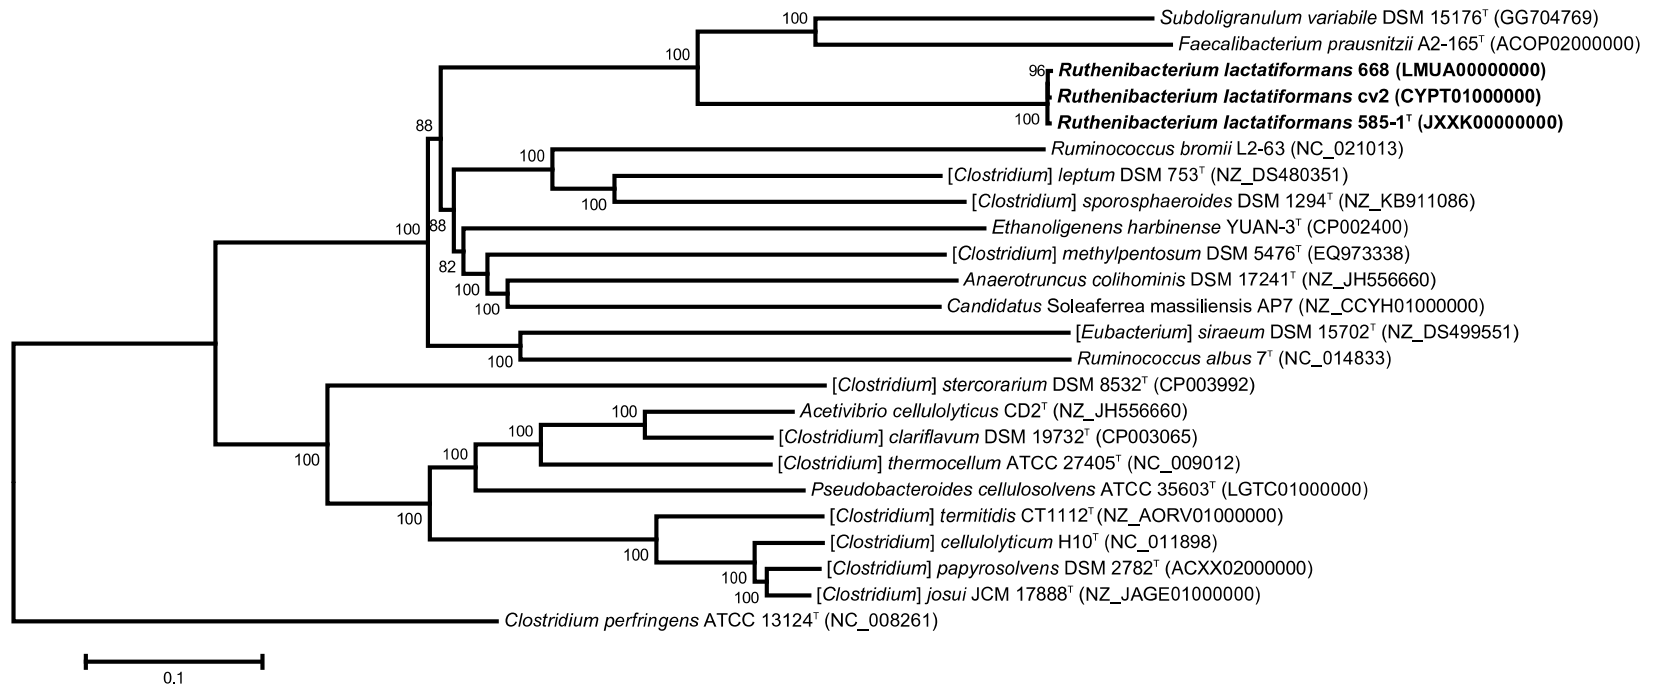 100
Subdoligranulum variabile DSM 15176ᵀ (GG704769)
Faecalibacterium prausnitzii A2-165ᵀ (ACOP02000000)
100
96
Ruthenibacterium lactatiformans 668 (LMUA00000000)
Ruthenibacterium lactatiformans cv2 (CYPT01000000)
100
Ruthenibacterium lactatiformans 585-1ᵀ (JXXK00000000)
88
100
Ruminococcus bromii L2-63 (NC_021013)
[Clostridium] leptum DSM 753ᵀ (NZ_DS480351)
100
[Clostridium] sporosphaeroides DSM 1294ᵀ (NZ_KB911086)
100
88
Ethanoligenens harbinense YUAN-3ᵀ (CP002400)
82
[Clostridium] methylpentosum DSM 5476ᵀ (EQ973338)
100
Anaerotruncus colihominis DSM 17241ᵀ (NZ_JH556660)
100
Candidatus Soleaferrea massiliensis AP7 (NZ_CCYH01000000)
[Eubacterium] siraeum DSM 15702ᵀ (NZ_DS499551)
100
Ruminococcus albus 7ᵀ (NC_014833)
[Clostridium] stercorarium DSM 8532ᵀ (CP003992)
100
Acetivibrio cellulolyticus CD2ᵀ (NZ_JH556660)
100
[Clostridium] clariflavum DSM 19732ᵀ (CP003065)
100
100
[Clostridium] thermocellum ATCC 27405ᵀ (NC_009012)
Pseudobacteroides cellulosolvens ATCC 35603ᵀ (LGTC01000000)
100
[Clostridium] termitidis CT1112ᵀ (NZ_AORV01000000)
100
[Clostridium] cellulolyticum H10ᵀ (NC_011898)
100
[Clostridium] papyrosolvens DSM 2782ᵀ (ACXX02000000)
100
[Clostridium] josui JCM 17888ᵀ (NZ_JAGE01000000)
Clostridium perfringens ATCC 13124ᵀ (NC_008261)
0.1